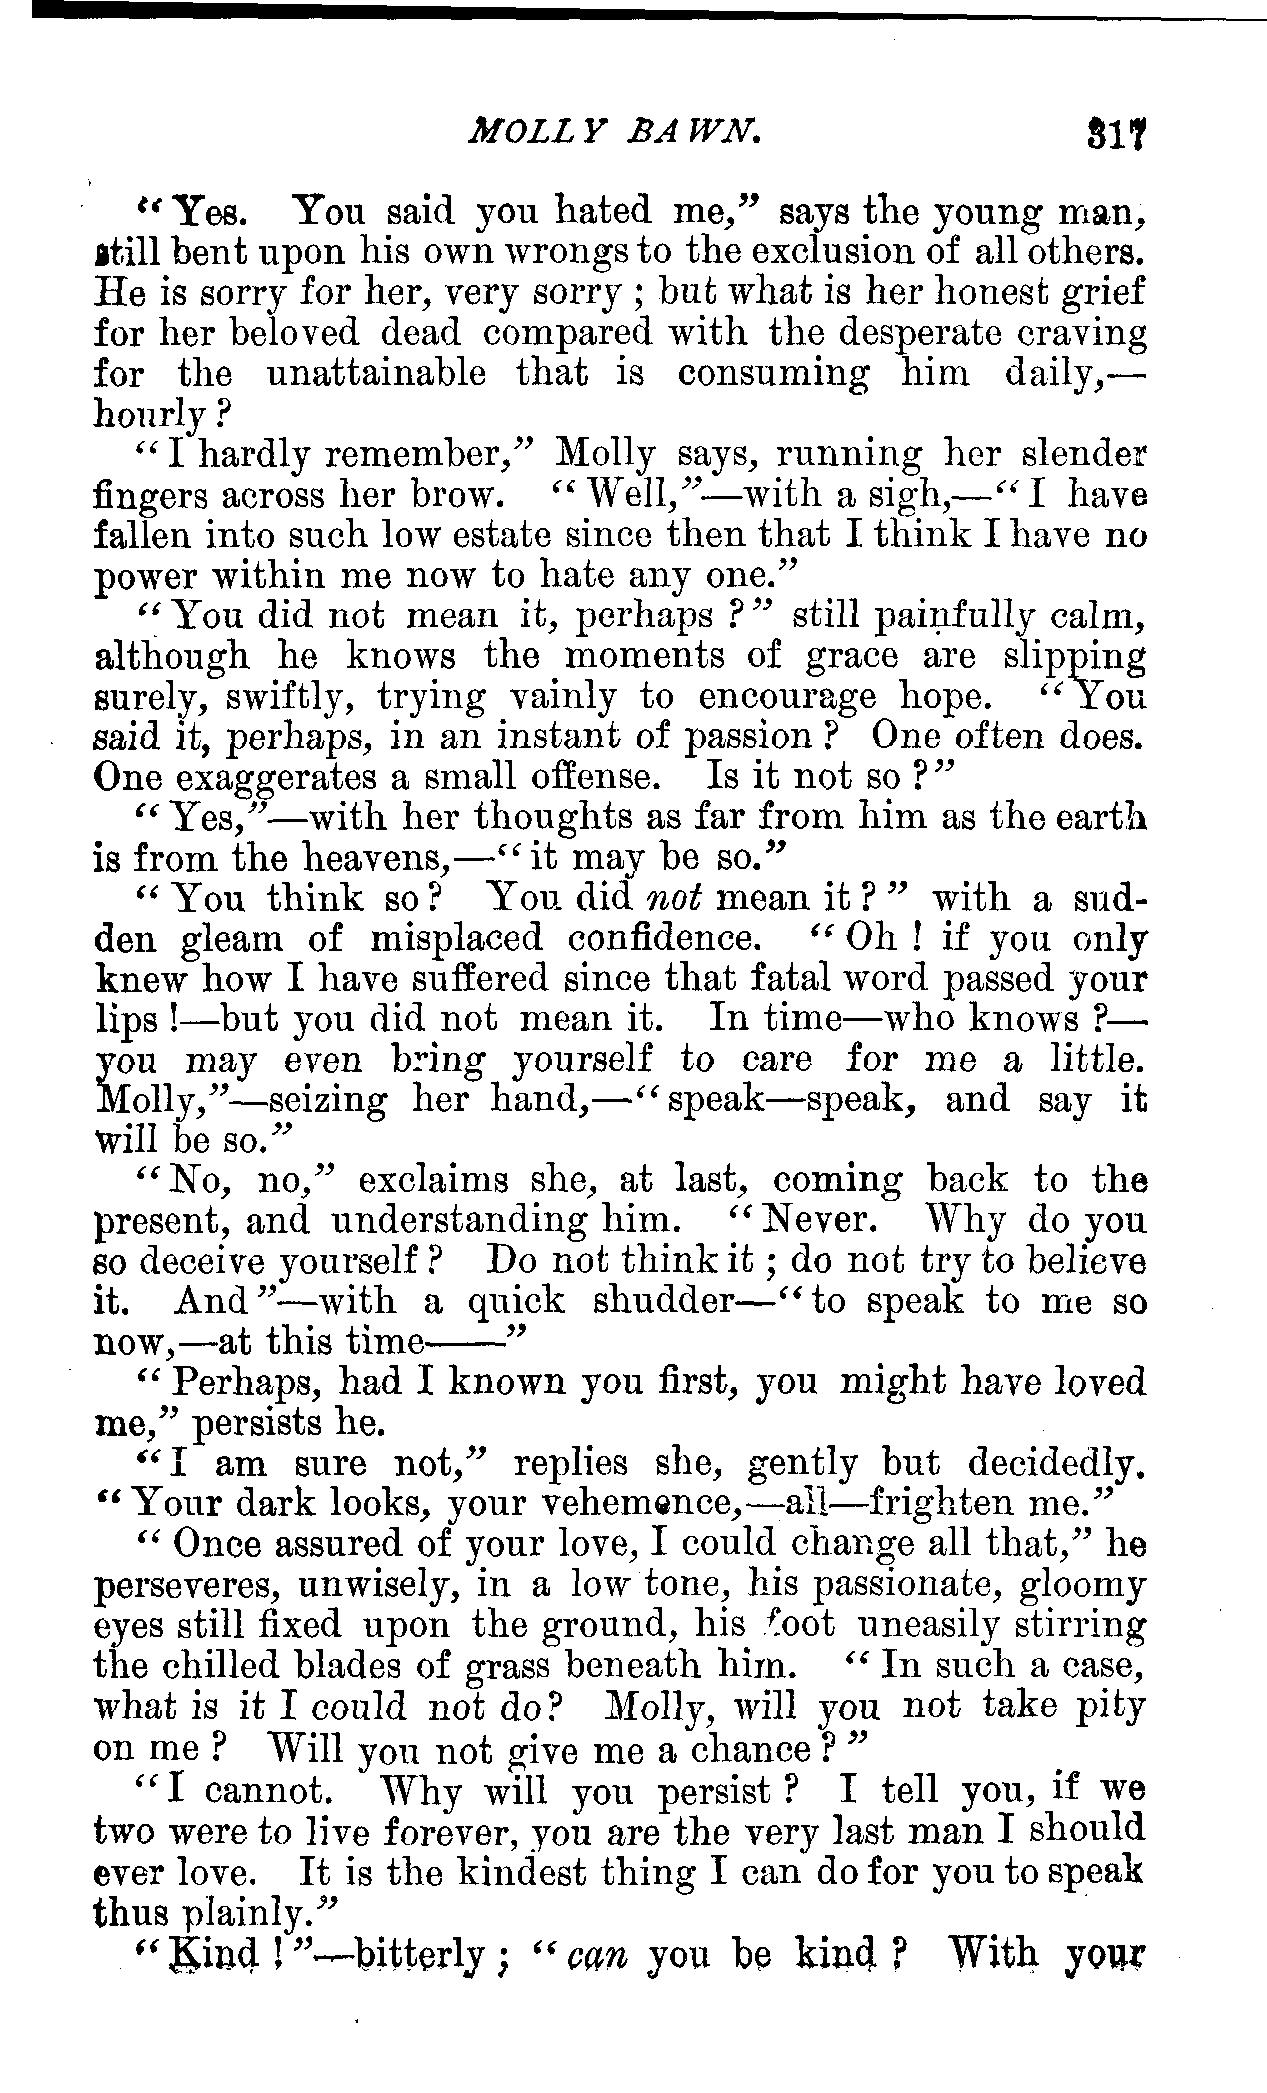 MOLLY BAWN. 317
“Yes. You said you hated me,” says the young man,
still bent upon his own wrongs to the exclusion of all others.
He is sorry for her, very sorry ; but what is her honest grief
for her beloved dead compared with the desperate craving
for the unattainable that is consuming him daily,—
hourly ?
“I hardly remember,” Molly says, running her slender
fingers across her brow. “Well,”—with a sigh,—“I have
fallen into such low estate since then that I think I have no
power within me now to hate any one.”
“You did not mean it, perhaps ?” still painfully calm,
although he knows the moments of grace are slipping
surely, swiftly, trying vainly to encourage hope. “You
said it, perhaps, in an instant of passion ? One often does.
One exaggerates a small offense. Is it not so ?”
“Yes,”—with her thoughts as far from him as the earth
is from the heavens,—“it may be so.”
“You think so ? You did not mean it ?” with a sud-
den gleam of misplaced confidence. “Oh ! if you only
knew how I have suffered since that fatal word passed your
lips !—but you did not mean it. In time—who knows ?—
you may even bring yourself to care for me a little.
Molly,”—seizing her hand,—“speak—speak, and say it
will be so.”
“No, no,” exclaims she, at last, coming back to the
present, and understanding him. “Never. Why do you
so deceive yourself ? Do not think it ; do not try to believe
it. And”—with a quick shudder—“to speak to me so
now,—at this time——”
“Perhaps, had I known you first, you might have loved
me,” persists he.
“I am sure not,” replies she, gently but decidedly.
“Your dark looks, your vehemence,—all—frighten me.”
“Once assured of your love, I could change all that,” he
perseveres, unwisely, in a low tone, his passionate, gloomy
eyes still fixed upon the ground, his foot uneasily stirring
the chilled blades of grass beneath him. “In such a case,
what is it I could not do? Molly, will you not take pity
on me ? Will you not give me a chance ?”
“I cannot. Why will you persist ? I tell you, if we
two were to live forever, you are the very last man I should
ever love. It is the kindest thing I can do for you to speak
thus plainly.”
“Kind !”—bitterly ; “can you be kind ? With your